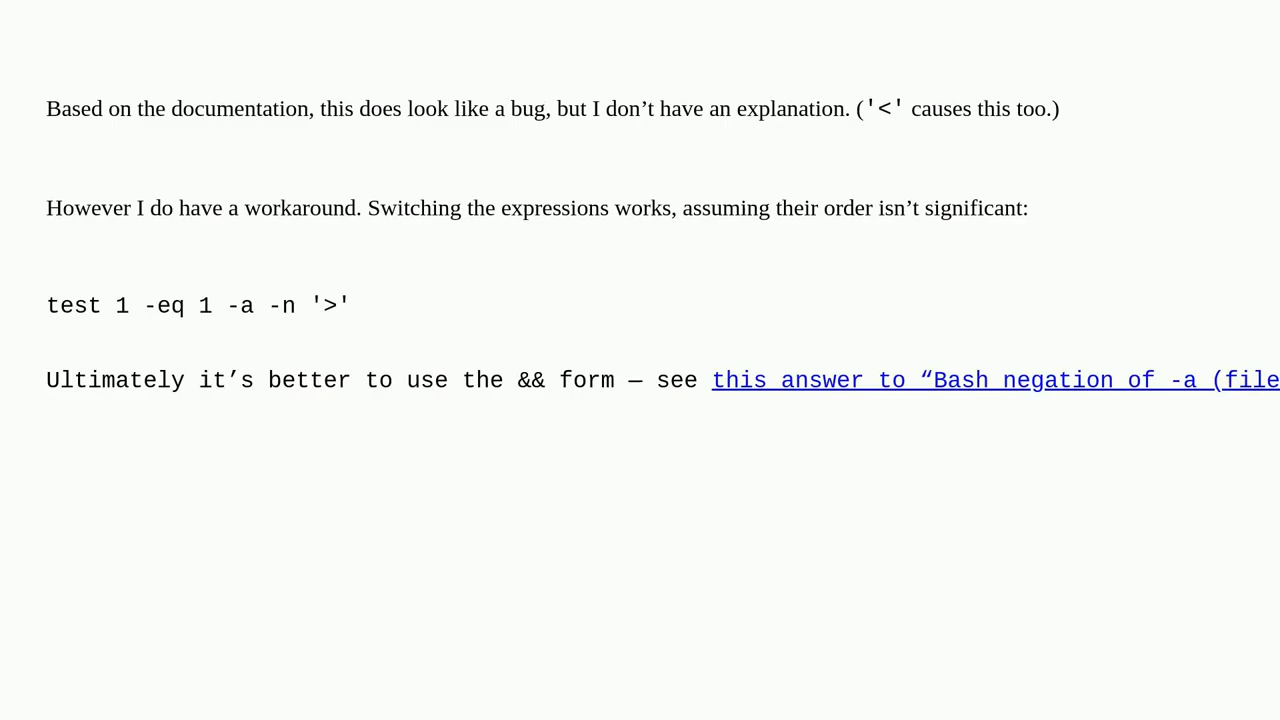 Based on the documentation, this does look like a bug, but I don’t have an explanation. ('<' causes this too.)
However I do have a workaround. Switching the expressions works, assuming their order isn’t significant:
test 1 -eq 1 -a -n '>'
Ultimately it’s better to use the && form — see this answer to “Bash negation of -a (file